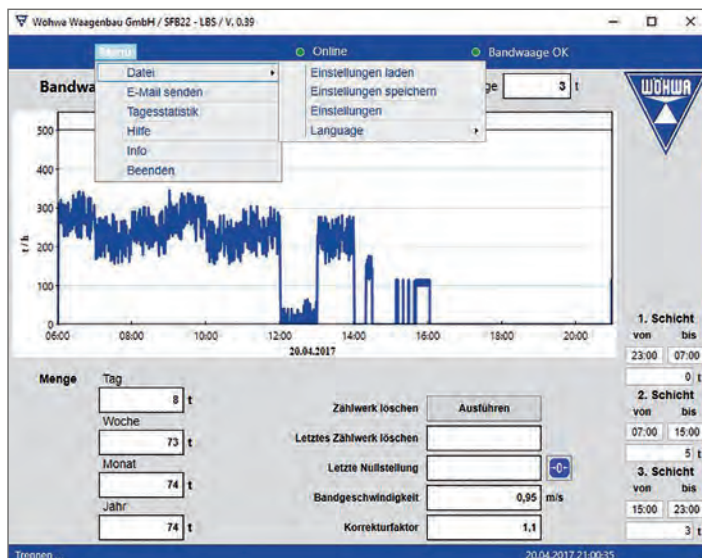 Wöhwa Waagenbau GmbH / SFB22 - LBS / V. 0.39
Menü Online Bandwaage OK
Datei Einstellungen laden
E-Mail senden Einstellungen speichern
Tagesstatistik Einstellungen
Hilfe Language
Info
Beenden
3 t
WÖHWA
500
400
300
200
100
0
t / h
06:00 08:00 10:00 12:00 14:00 16:00 18:00 20:00
20.04.2017
Menge
Tag
8 t
Woche
73 t
Monat
74 t
Jahr
74 t
Zählwerk löschen Ausführen
Letztes Zählwerk löschen
Letzte Nullstellung -0-
Bandgeschwindigkeit 0,95 m/s
Korrekturfaktor 1,1
1. Schicht
von bis
23:00 07:00
0 t
2. Schicht
von bis
07:00 15:00
5 t
3. Schicht
von bis
15:00 23:00
3 t
Trennen ... 20.04.2017 21:00:35